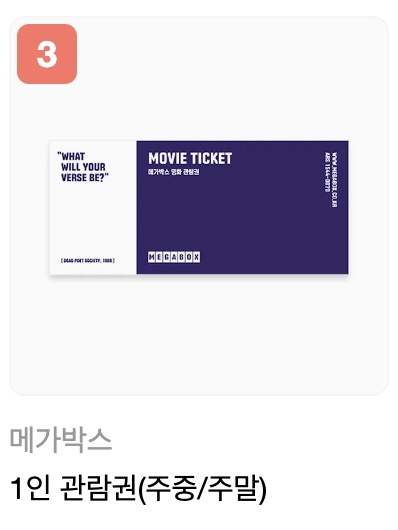 3
"WHAT
WILL YOUR
VERSE BE?"
[DEAD POET SOCIETY, 1989]
MOVIE TICKET
메가박스 영화 관람권
MEGABOX
WWW.MEGABOX.CO.KR
ARS 1544-0070
메가박스
1인 관람권(주중/주말)